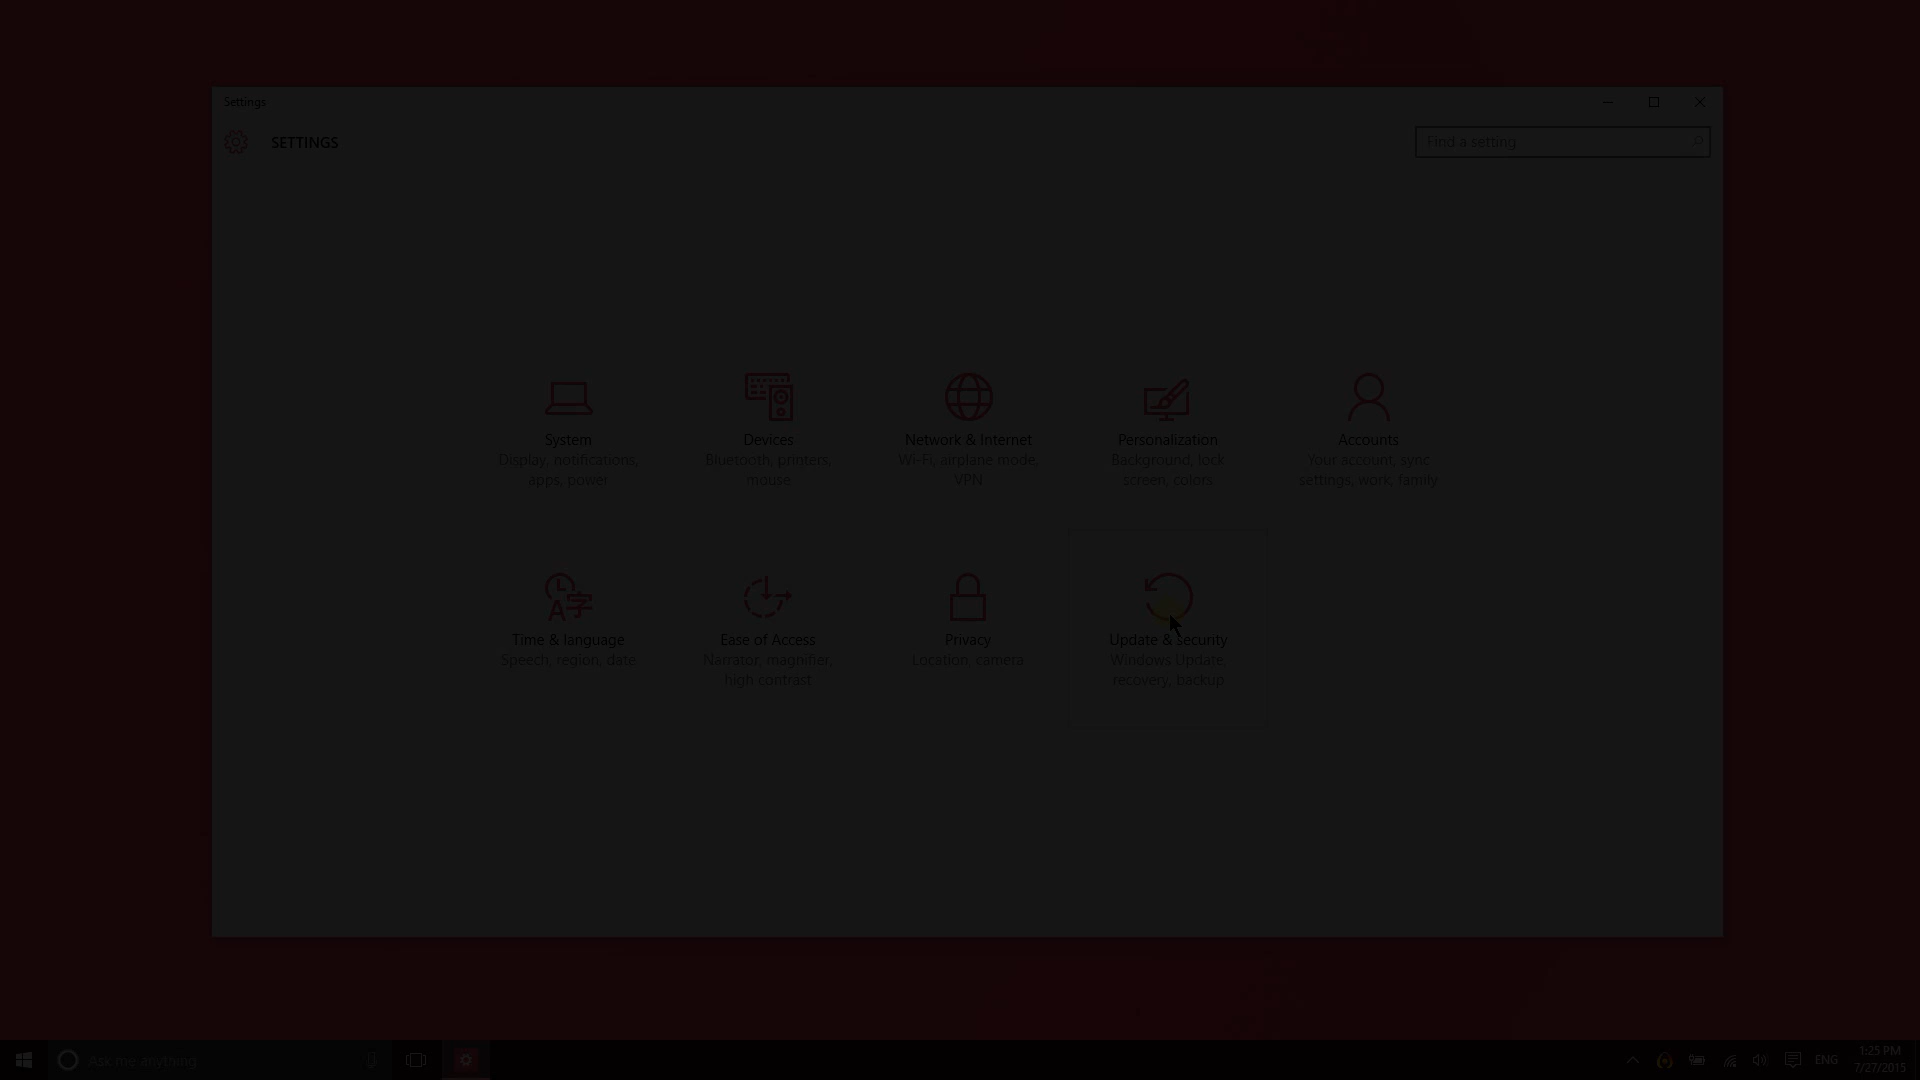 Settings
SETTINGS
Find a setting
System
Display, notifications,
apps, power
Devices
Bluetooth, printers,
mouse
Network & Internet
Wi-Fi, airplane mode,
VPN
Personalization
Background, lock
screen, colors
Accounts
Your account, sync
settings, work, family
Time & language
Speech, region, date
Ease of Access
Narrator, magnifier,
high contrast
Privacy
Location, camera
Update & security
Windows Update,
recovery, backup
Ask me anything
ENG
1:25 PM
7/27/2015